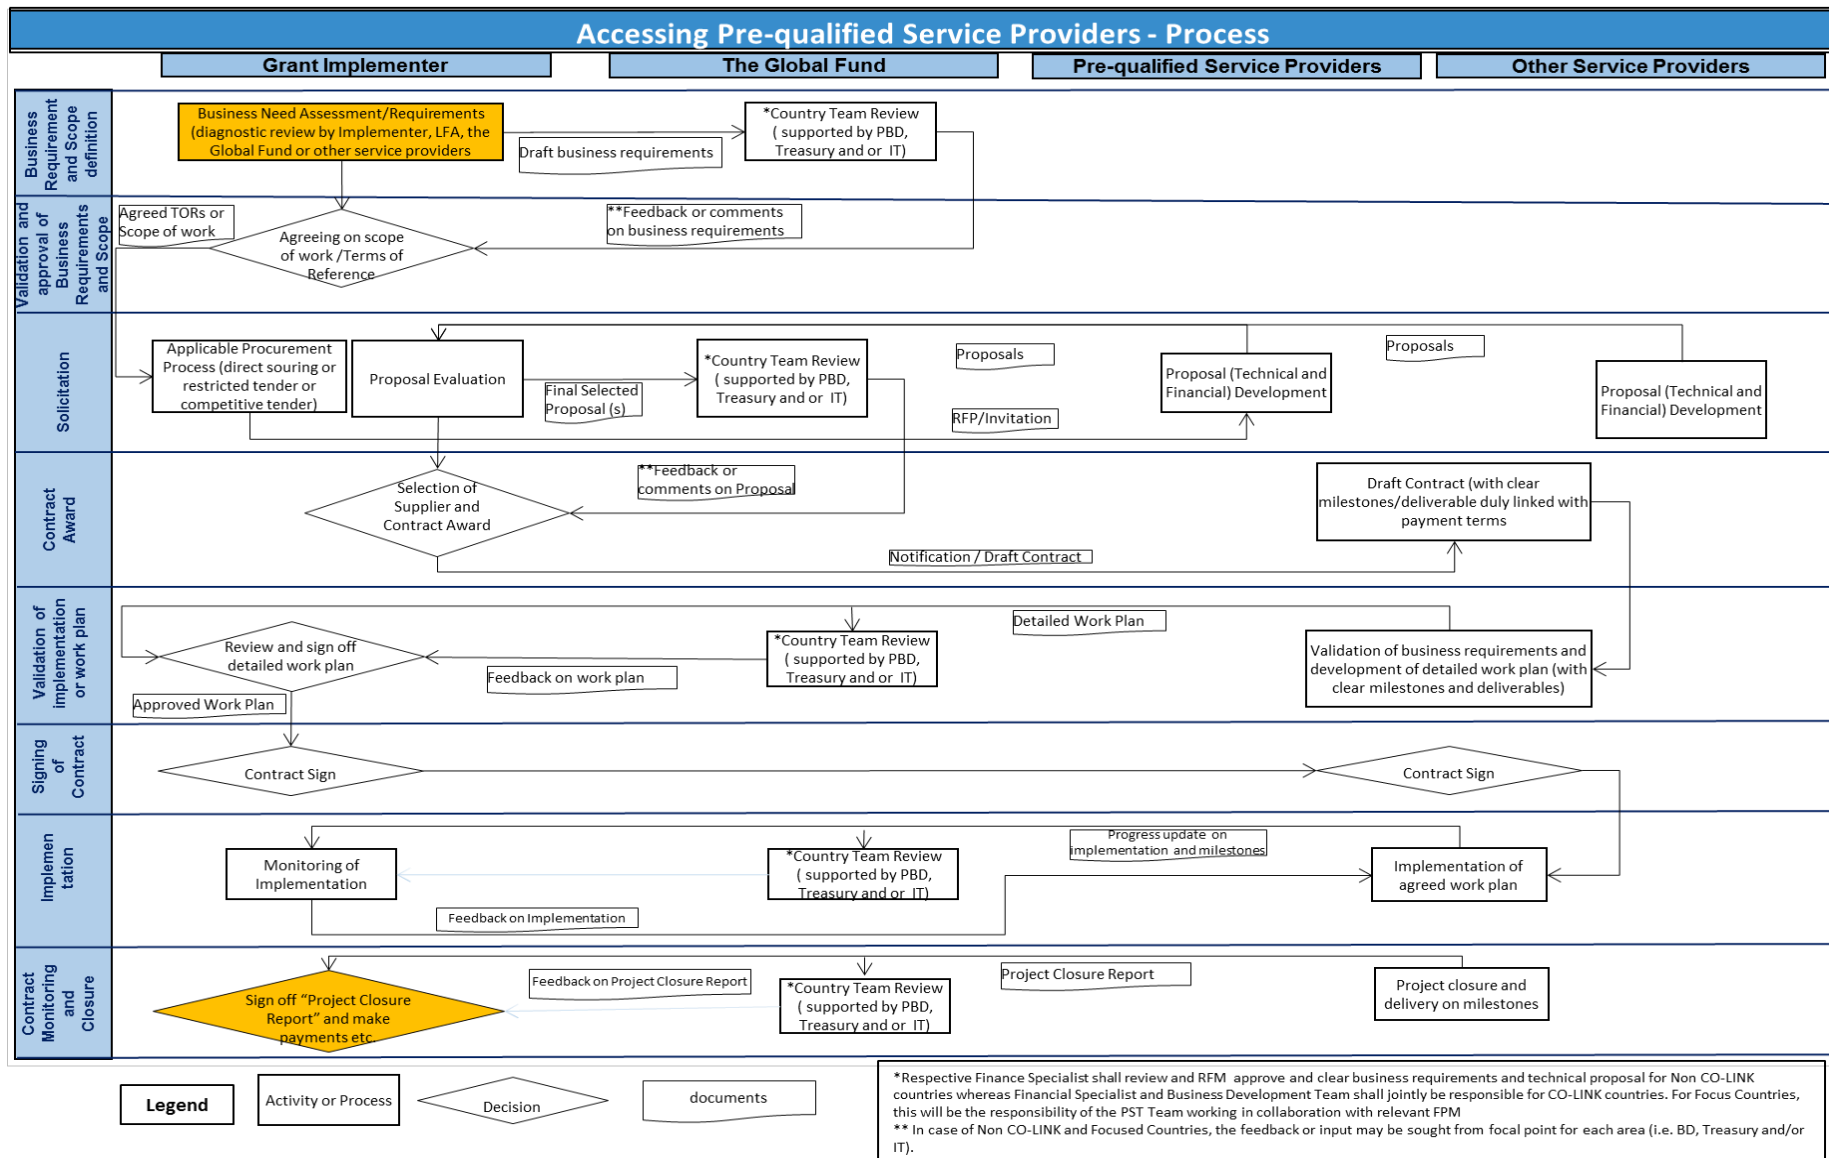 Accessing Pre-qualified Service Providers - Process
Grant Implementer
The Global Fund
Pre-qualified Service Providers
Other Service Providers
Business
Requirement
and Scope
definition
Business Need Assessment/Requirements
(diagnostic review by Implementer, LFA, the
Global Fund or other service providers
Draft business requirements
*Country Team Review
( supported by PBD,
Treasury and or IT)
Validation and
approval of
Business
Requirements
and Scope
Agreed TORs or
Scope of work
Agreeing on scope
of work /Terms of
Reference
**Feedback or comments
on business requirements
Solicitation
Applicable Procurement
Process (direct souring or
restricted tender or
competitive tender)
Proposal Evaluation
Final Selected
Proposal (s)
*Country Team Review
( supported by PBD,
Treasury and or IT)
Proposals
RFP/Invitation
Proposal (Technical and
Financial) Development
Proposals
Proposal (Technical and
Financial) Development
Contract
Award
Selection of
Supplier and
Contract Award
**Feedback or
comments on Proposal
Notification / Draft Contract
Draft Contract (with clear
milestones/deliverable duly linked with
payment terms
Validation of
implementation
or work plan
Review and sign off
detailed work plan
Approved Work Plan
Feedback on work plan
*Country Team Review
( supported by PBD,
Treasury and or IT)
Detailed Work Plan
Validation of business requirements and
development of detailed work plan (with
clear milestones and deliverables)
Signing
of
Contract
Contract Sign
Contract Sign
Implemen
tation
Monitoring of
Implementation
Feedback on Implementation
*Country Team Review
( supported by PBD,
Treasury and or IT)
Progress update on
implementation and milestones
Implementation of
agreed work plan
Contract
Monitoring
and
Closure
Sign off “Project Closure
Report” and make
payments etc.
Feedback on Project Closure Report
*Country Team Review
( supported by PBD,
Treasury and or IT)
Project Closure Report
Project closure and
delivery on milestones
Legend
Activity or Process
Decision
documents
*Respective Finance Specialist shall review and RFM approve and clear business requirements and technical proposal for Non CO-LINK
countries whereas Financial Specialist and Business Development Team shall jointly be responsible for CO-LINK countries. For Focus Countries,
this will be the responsibility of the PST Team working in collaboration with relevant FPM
** In case of Non CO-LINK and Focused Countries, the feedback or input may be sought from focal point for each area (i.e. BD, Treasury and/or
IT).